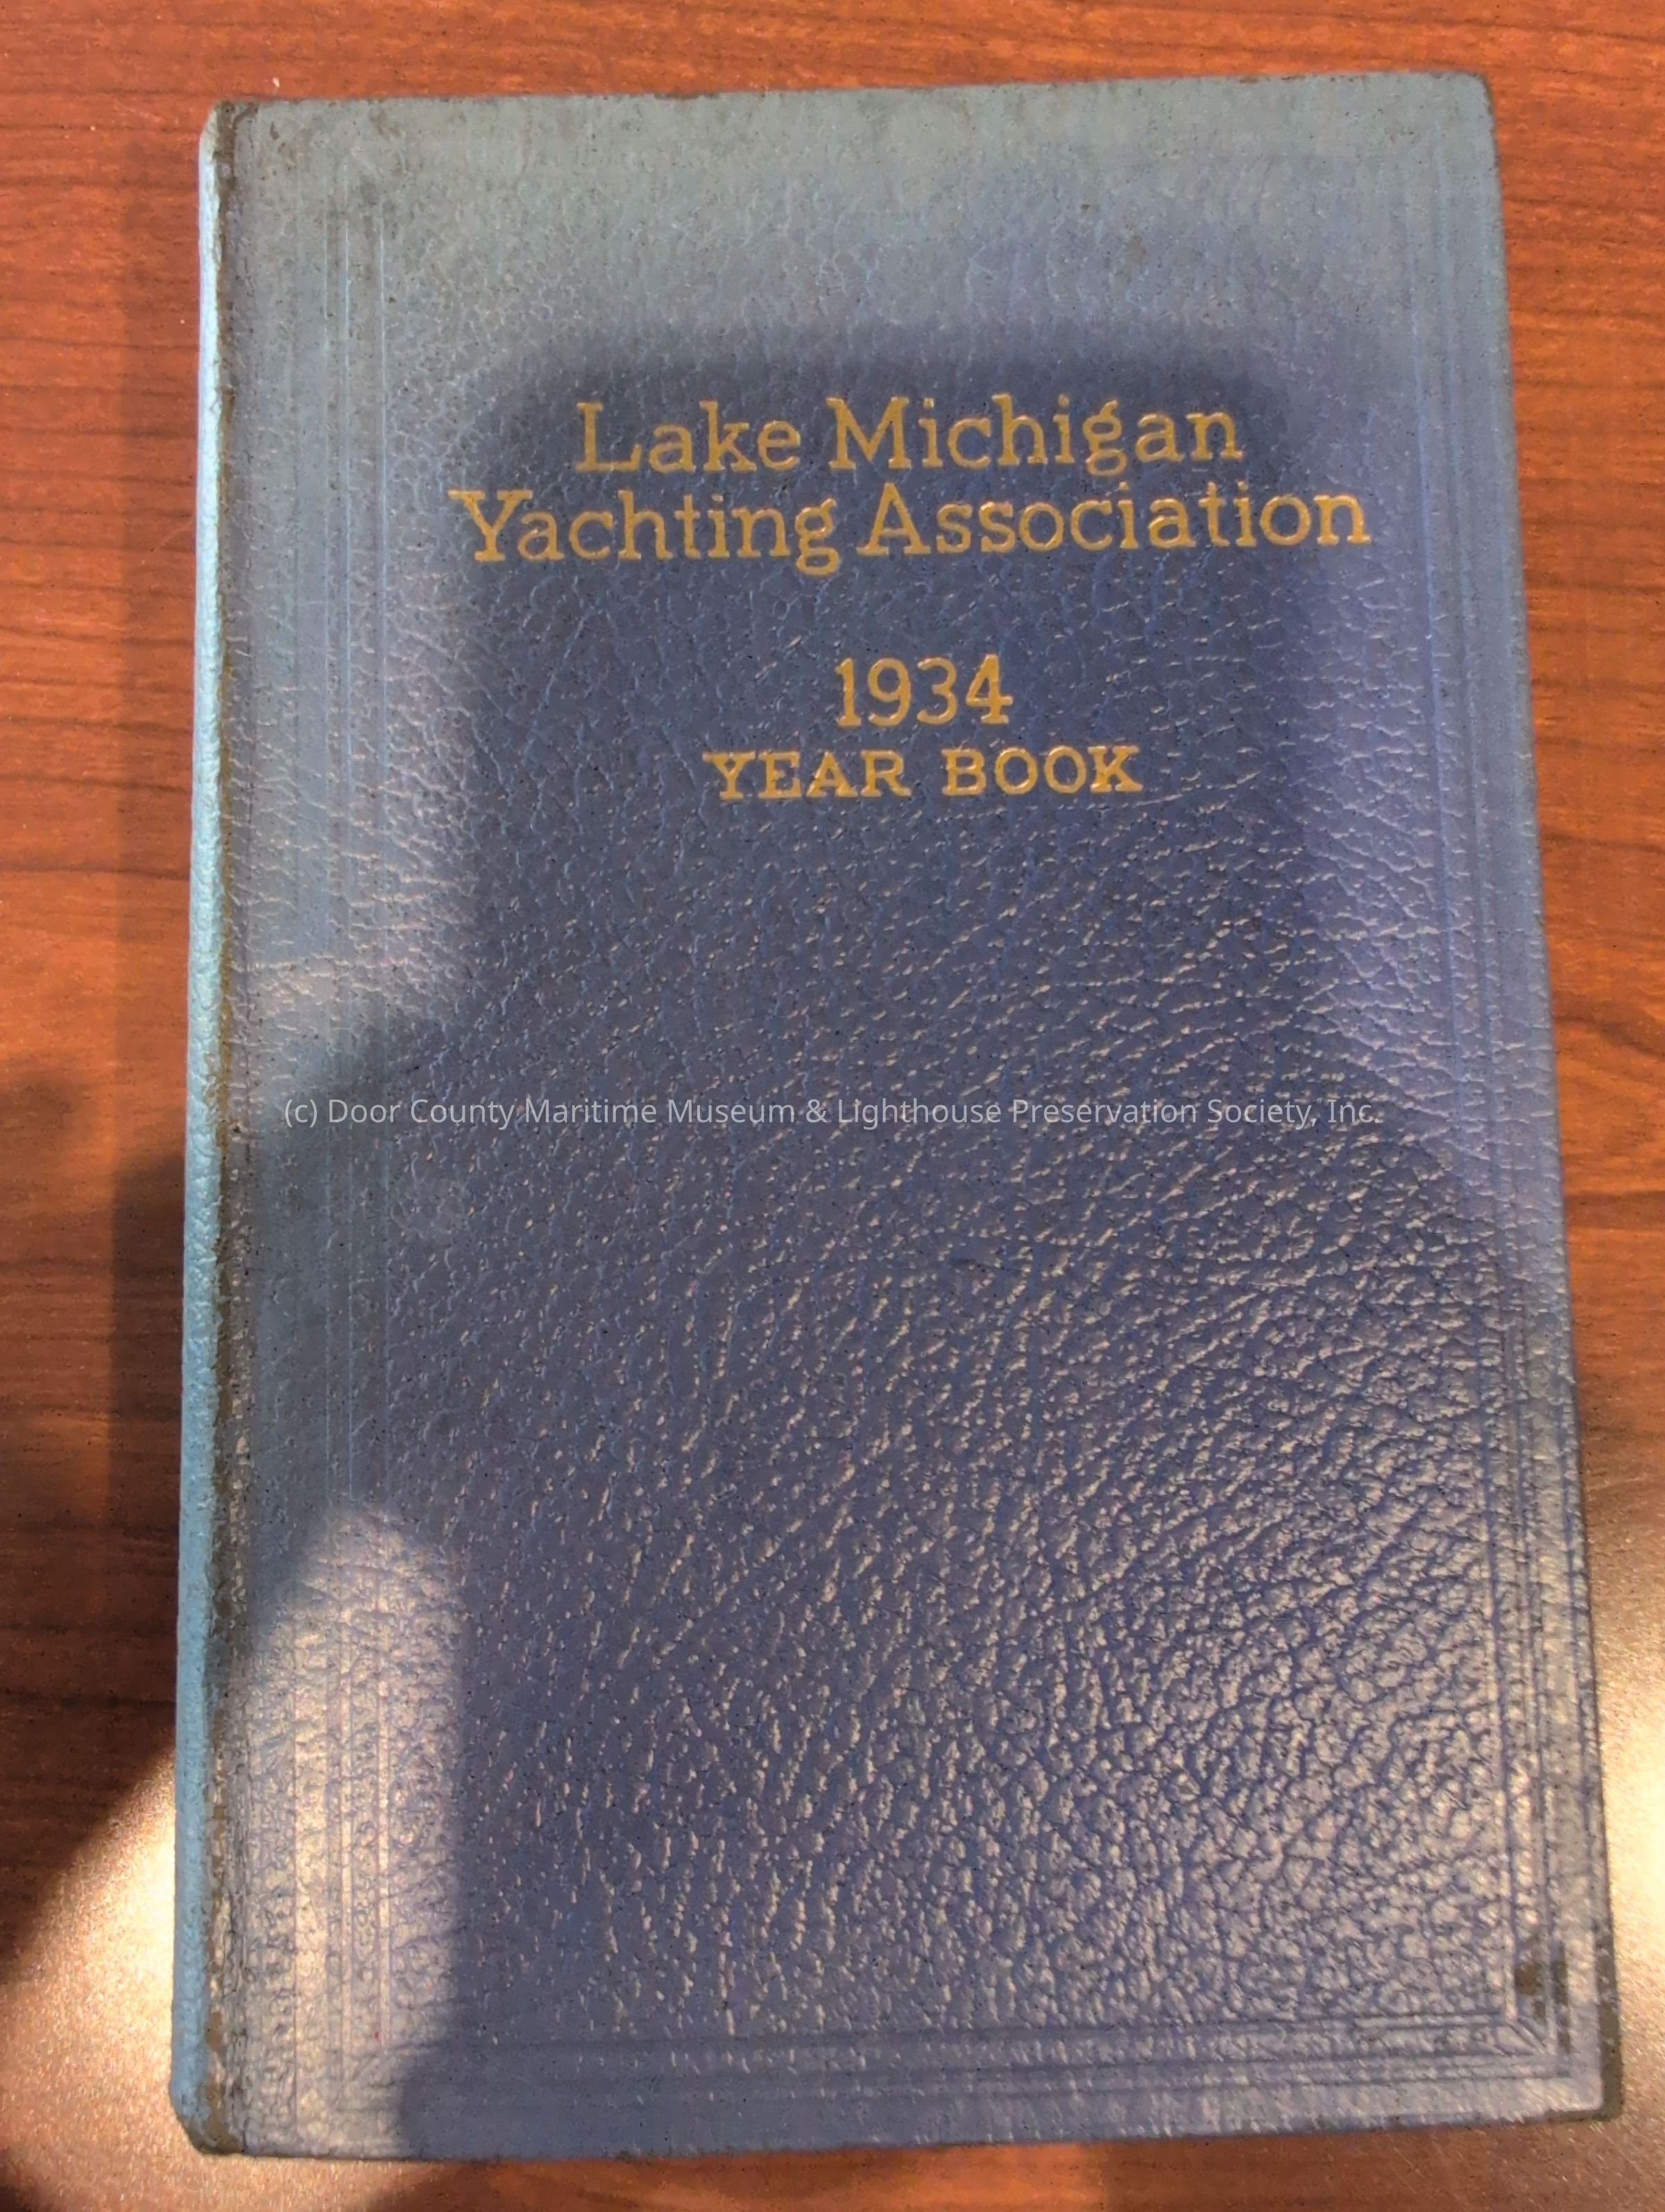 Lake Michigan
Yachting Association
1934
YEAR BOOK
(c) Door County Maritime Museum & Lighthouse Preservation Society, Inc.